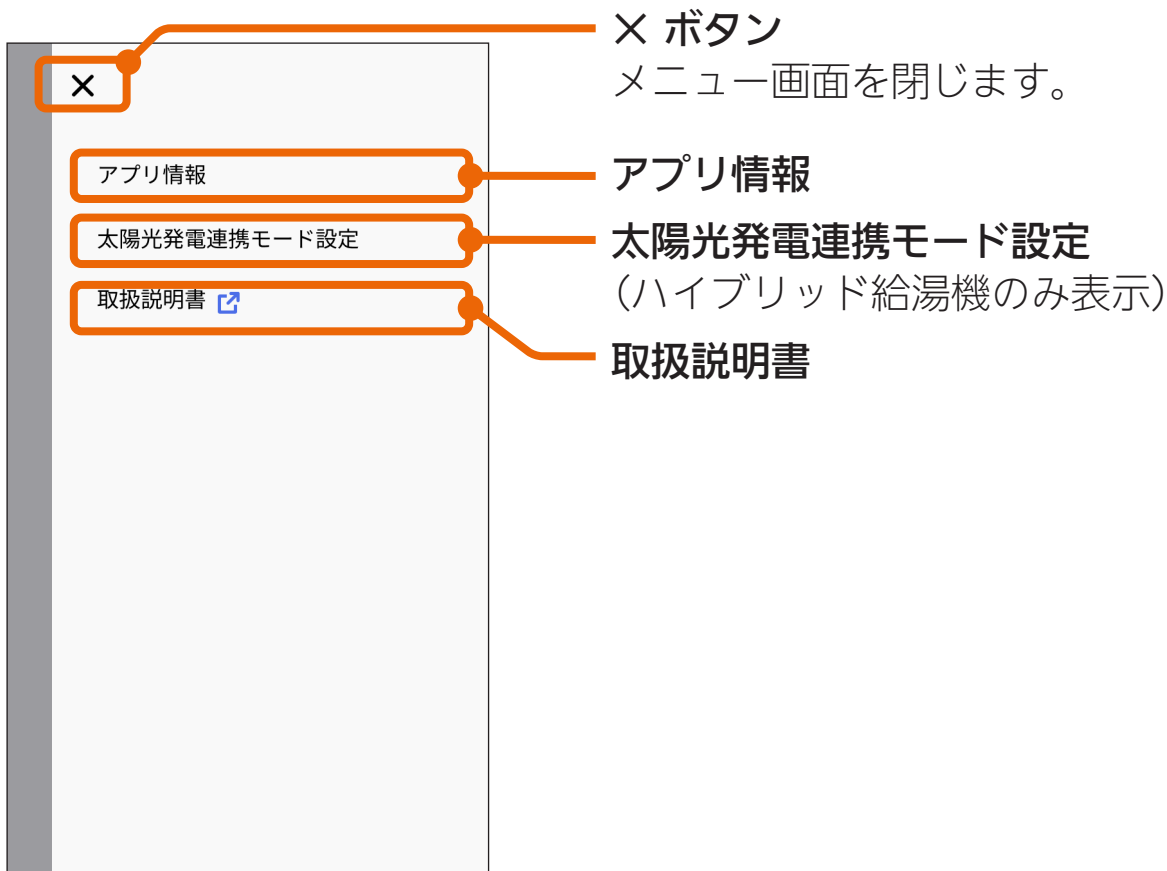 × ボタン
メニュー画面を閉じます。
×
アプリ情報
アプリ情報
太陽光発電連携モード設定
太陽光発電連携モード設定
(ハイブリッド給湯機のみ表示)
取扱説明書
取扱説明書